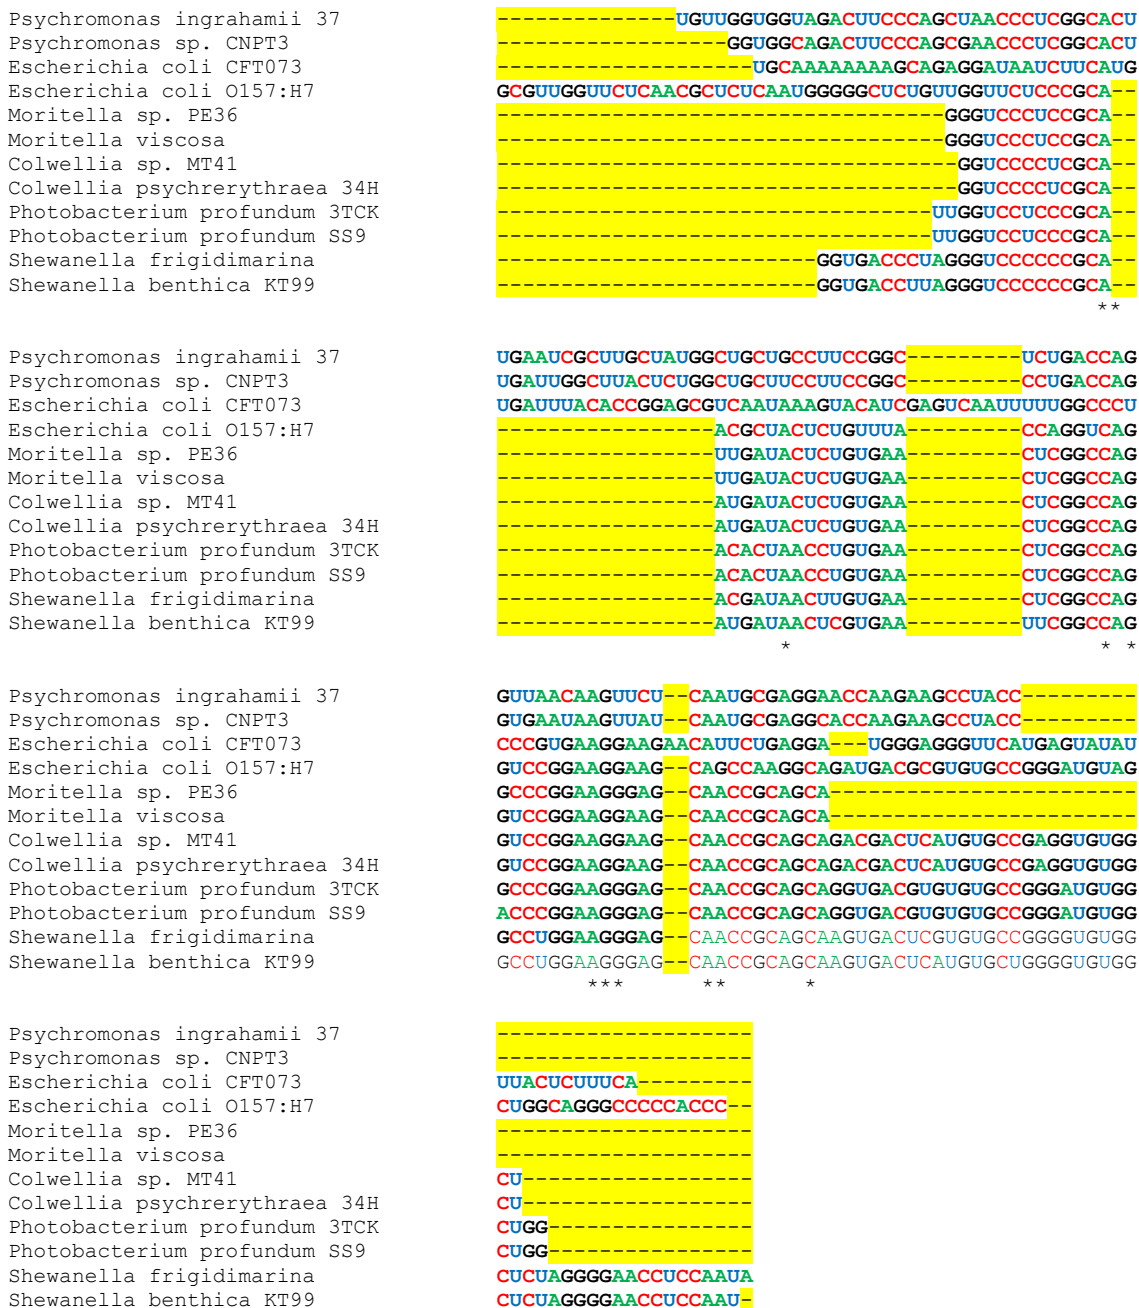 Psychromonas ingrahamii 37 --------------UGUUGGUGGUAGACUUCCCAGCUAACCCUCGGCACU
Psychromonas sp. CNPT3 ------------------GGUGGCAGACUUCCCAGCGAACCCUCGGCACU
Escherichia coli CFT073 --------------------UGCAAAAAAAAGCAGAGGAUAAUCUUCAUG
Escherichia coli O157:H7 GCGUUGGUUCUCAACGCUCUCAAUGGGGGCUCUGUUGGUUCUCCCGCA--
Moritella sp. PE36 -----------------------------------GGGUCCCUCCGCA--
Moritella viscosa -----------------------------------GGGUCCCUCCGCA--
Colwellia sp. MT41 ------------------------------------GGUCCCCUCGCA--
Colwellia psychrerythraea 34H ------------------------------------GGUCCCCUCGCA--
Photobacterium profundum 3TCK ----------------------------------UUGGUCCUCCCGCA--
Photobacterium profundum SS9 ----------------------------------UUGGUCCUCCCGCA--
Shewanella frigidimarina -------------------------GGUGACCCUAGGGUCCCCCCGCA--
Shewanella benthica KT99 -------------------------GGUGACCUUAGGGUCCCCCCGCA--
**
Psychromonas ingrahamii 37 UGAAUCGCUUGCUAUGGCUGCUGCCUUCCGGC---------UCUGACCAG
Psychromonas sp. CNPT3 UGAUUGGCUUACUCUGGCUGCUUCCUUCCGGC---------CCUGACCAG
Escherichia coli CFT073 UGAUUUACACCGGAGCGUCAAUAAAGUACAUCGAGUCAAUUUUUGGCCCU
Escherichia coli O157:H7 -----------------ACGCUACUCUGUUUA---------CCAGGUCAG
Moritella sp. PE36 -----------------UUGAUACUCUGUGAA---------CUCGGCCAG
Moritella viscosa -----------------UUGAUACUCUGUGAA---------CUCGGCCAG
Colwellia sp. MT41 -----------------AUGAUACUCUGUGAA---------CUCGGCCAG
Colwellia psychrerythraea 34H -----------------AUGAUACUCUGUGAA---------CUCGGCCAG
Photobacterium profundum 3TCK -----------------ACACUAACCUGUGAA---------CUCGGCCAG
Photobacterium profundum SS9 -----------------ACACUAACCUGUGAA---------CUCGGCCAG
Shewanella frigidimarina -----------------ACGAUAACUUGUGAA---------CUCGGCCAG
Shewanella benthica KT99 -----------------AUGAUAACUCGUGAA---------UUCGGCCAG
* * *
Psychromonas ingrahamii 37 GUUAACAAGUUCU--CAAUGCGAGGAACCAAGAAGCCUACC---------
Psychromonas sp. CNPT3 GUGAAUAAGUUAU--CAAUGCGAGGCACCAAGAAGCCUACC---------
Escherichia coli CFT073 CCCGUGAAGGAAGAACAUUCUGAGGA---UGGGAGGGUUCAUGAGUAUAU
Escherichia coli O157:H7 GUCCGGAAGGAAG--CAGCCAAGGCAGAUGACGCGUGUGCCGGGAUGUAG
Moritella sp. PE36 GCCCGGAAGGGAG--CAACCGCAGCA------------------------
Moritella viscosa GUCCGGAAGGAAG--CAACCGCAGCA------------------------
Colwellia sp. MT41 GUCCGGAAGGAAG--CAACCGCAGCAGACGACUCAUGUGCCGAGGUGUGG
Colwellia psychrerythraea 34H GUCCGGAAGGAAG--CAACCGCAGCAGACGACUCAUGUGCCGAGGUGUGG
Photobacterium profundum 3TCK GCCCGGAAGGGAG--CAACCGCAGCAGGUGACGUGUGUGCCGGGAUGUGG
Photobacterium profundum SS9 ACCCGGAAGGGAG--CAACCGCAGCAGGUGACGUGUGUGCCGGGAUGUGG
Shewanella frigidimarina GCCUGGAAGGGAG--CAACCGCAGCAAGUGACUCGUGUGCCGGGGUGUGG
Shewanella benthica KT99 GCCUGGAAGGGAG--CAACCGCAGCAAGUGACUCAUGUGCUGGGGUGUGG
*** ** *
Psychromonas ingrahamii 37 --------------------
Psychromonas sp. CNPT3 --------------------
Escherichia coli CFT073 UUACUCUUUCA---------
Escherichia coli O157:H7 CUGGCAGGGCCCCCACCC--
Moritella sp. PE36 --------------------
Moritella viscosa --------------------
Colwellia sp. MT41 CU------------------
Colwellia psychrerythraea 34H CU------------------
Photobacterium profundum 3TCK CUGG----------------
Photobacterium profundum SS9 CUGG----------------
Shewanella frigidimarina CUCUAGGGGAACCUCCAAUA
Shewanella benthica KT99 CUCUAGGGGAACCUCCAAU-